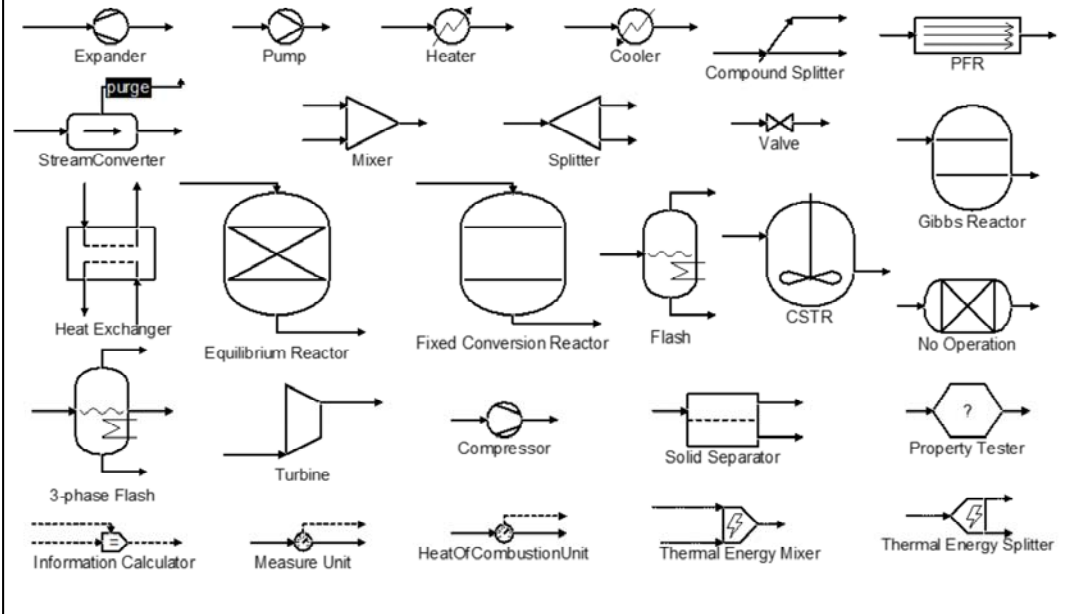 Expander
Pump
Heater
Cooler
Compound Splitter
PFR
purge
StreamConverter
Mixer
Splitter
Valve
Gibbs Reactor
Heat Exchanger
Equilibrium Reactor
Fixed Conversion Reactor
Flash
CSTR
No Operation
3-phase Flash
Turbine
Compressor
Solid Separator
?
Property Tester
=
Information Calculator
Measure Unit
HeatOfCombustionUnit
Thermal Energy Mixer
Thermal Energy Splitter